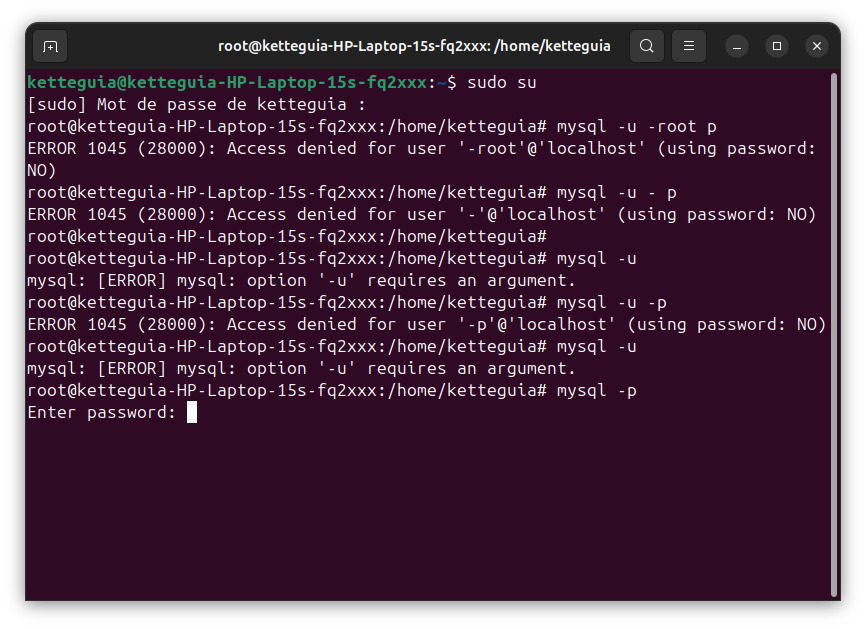 root@ketteguia-HP-Laptop-15s-fq2xxx: /home/ketteguia
ketteguia@ketteguia-HP-Laptop-15s-fq2xxx:~$ sudo su
[sudo] Mot de passe de ketteguia :
root@ketteguia-HP-Laptop-15s-fq2xxx:/home/ketteguia# mysql -u -root p
ERROR 1045 (28000): Access denied for user '-root'@'localhost' (using password:
NO)
root@ketteguia-HP-Laptop-15s-fq2xxx:/home/ketteguia# mysql -u - p
ERROR 1045 (28000): Access denied for user '-'@'localhost' (using password: NO)
root@ketteguia-HP-Laptop-15s-fq2xxx:/home/ketteguia#
root@ketteguia-HP-Laptop-15s-fq2xxx:/home/ketteguia# mysql -u
mysql: [ERROR] mysql: option '-u' requires an argument.
root@ketteguia-HP-Laptop-15s-fq2xxx:/home/ketteguia# mysql -u -p
ERROR 1045 (28000): Access denied for user '-p'@'localhost' (using password: NO)
root@ketteguia-HP-Laptop-15s-fq2xxx:/home/ketteguia# mysql -u
mysql: [ERROR] mysql: option '-u' requires an argument.
root@ketteguia-HP-Laptop-15s-fq2xxx:/home/ketteguia# mysql -p
Enter password: